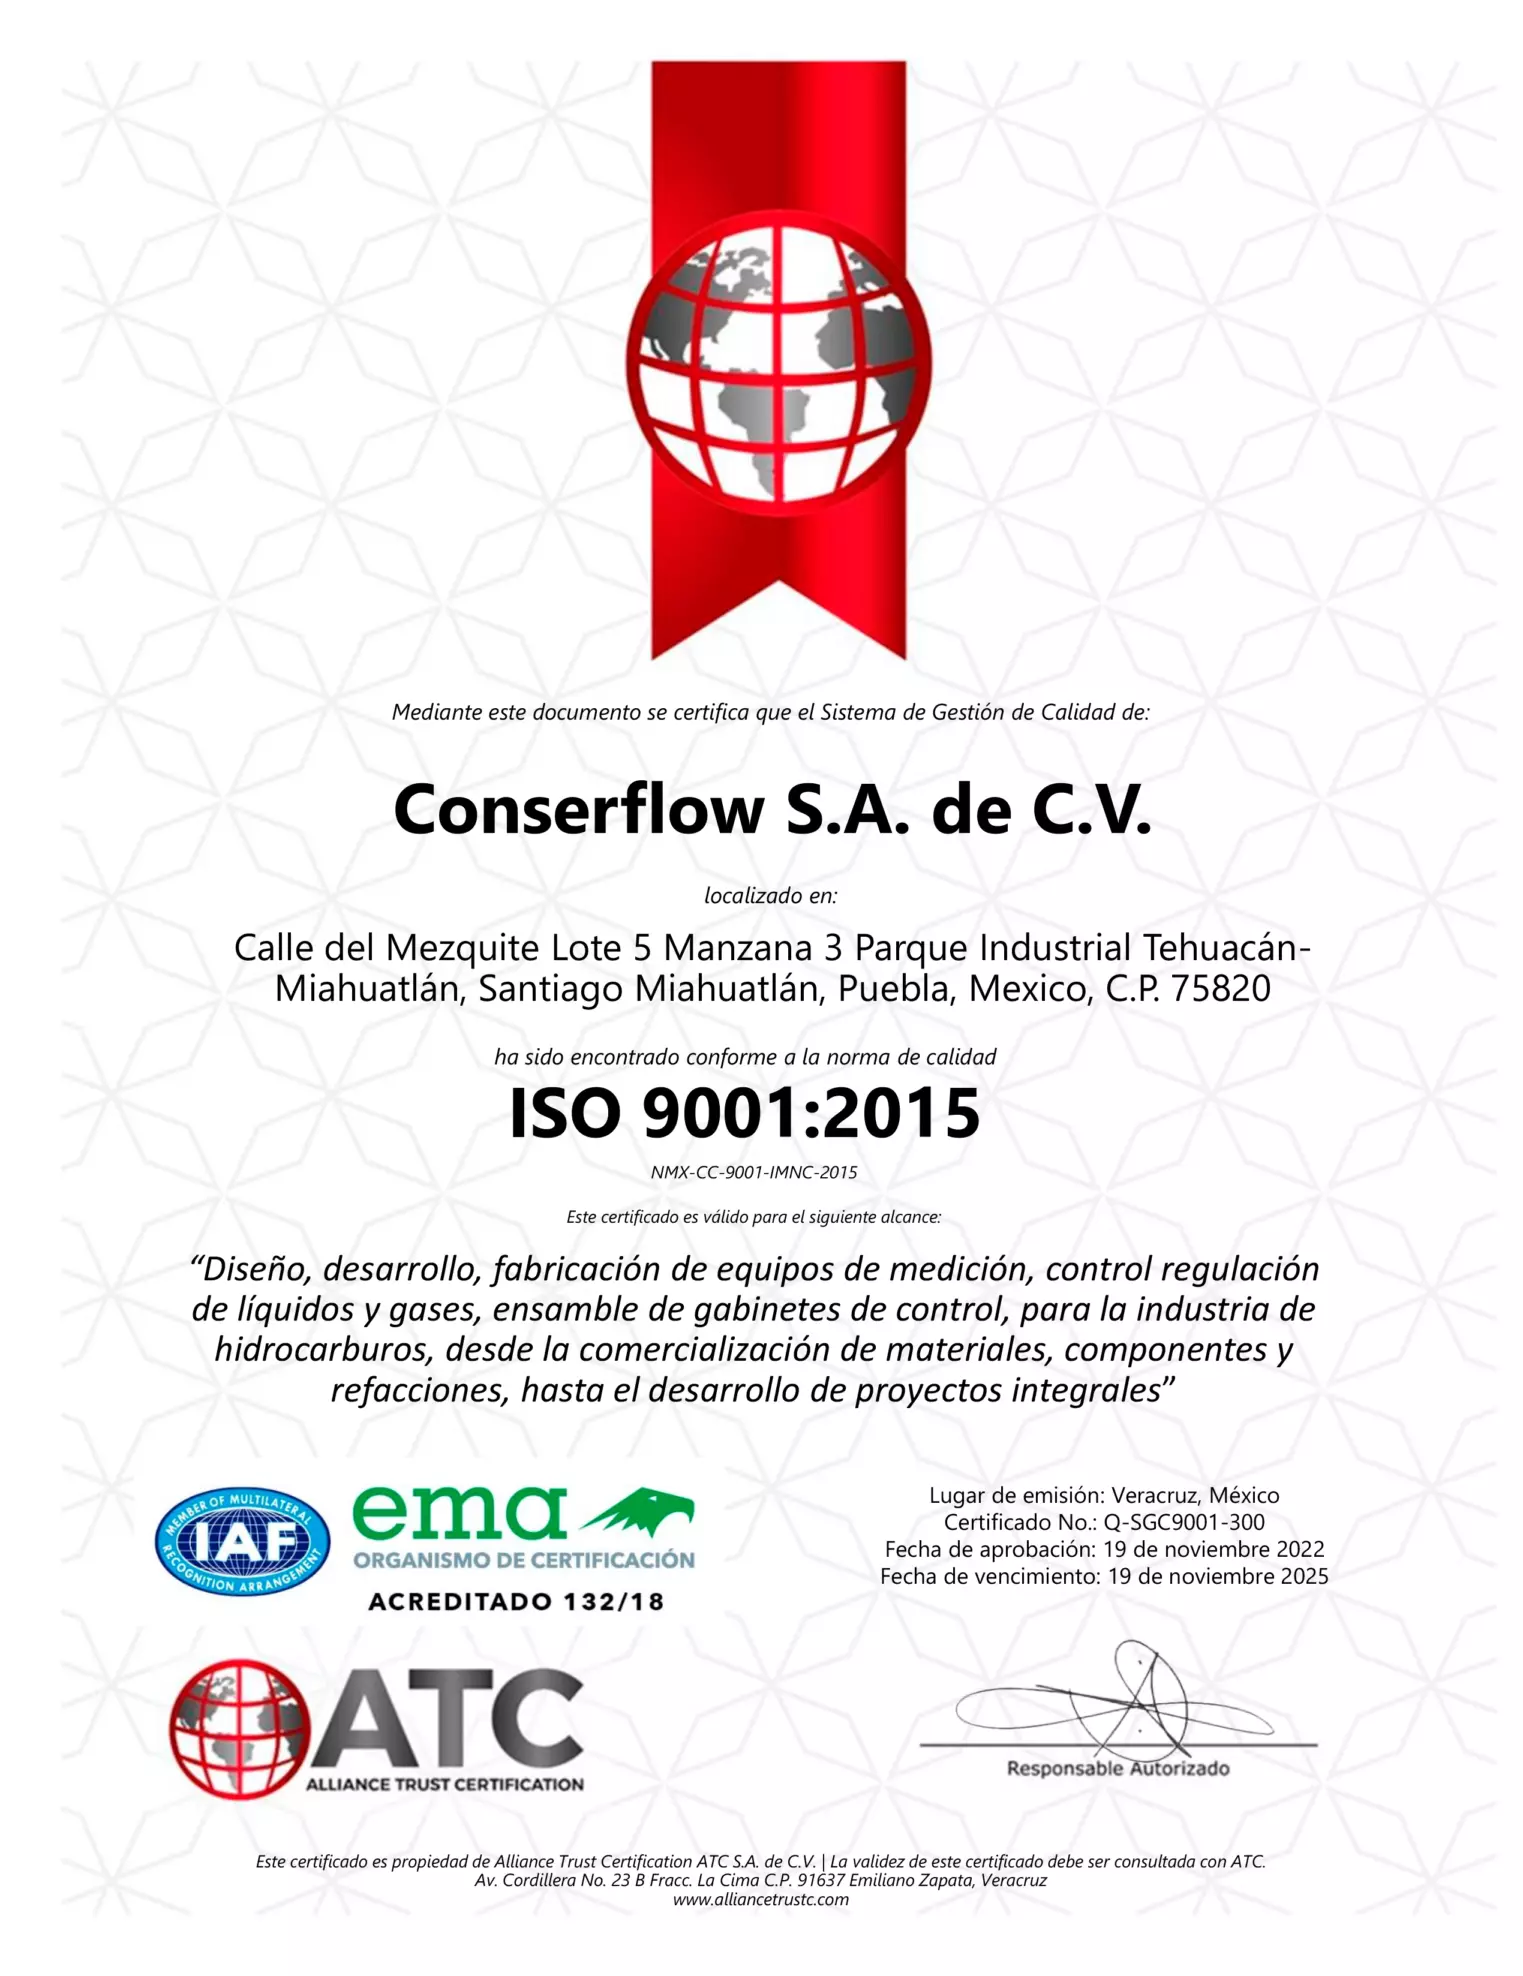 Mediante este documento se certifica que el Sistema de Gestión de Calidad de:
Conserflow S.A. de C.V.
localizado en:
Calle del Mezquite Lote 5 Manzana 3 Parque Industrial Tehuacán-
Miahuatlán, Santiago Miahuatlán, Puebla, Mexico, C.P. 75820
ha sido encontrado conforme a la norma de calidad
ISO 9001:2015
NMX-CC-9001-IMNC-2015
Este certificado es válido para el siguiente alcance:
“Diseño, desarrollo, fabricación de equipos de medición, control regulación
de líquidos y gases, ensamble de gabinetes de control, para la industria de
hidrocarburos, desde la comercialización de materiales, componentes y
refacciones, hasta el desarrollo de proyectos integrales”
MEMBER OF MULTILATERAL
IAF
RECOGNITION ARRANGEMENT
ema
ORGANISMO DE CERTIFICACIÓN
ACREDITADO 132/18
Lugar de emisión: Veracruz, México
Certificado No.: Q-SGC9001-300
Fecha de aprobación: 19 de noviembre 2022
Fecha de vencimiento: 19 de noviembre 2025
ATC
ALLIANCE TRUST CERTIFICATION
Responsable Autorizado
Este certificado es propiedad de Alliance Trust Certification ATC S.A. de C.V. | La validez de este certificado debe ser consultada con ATC.
Av. Cordillera No. 23 B Fracc. La Cima C.P. 91637 Emiliano Zapata, Veracruz
www.alliancetrustc.com